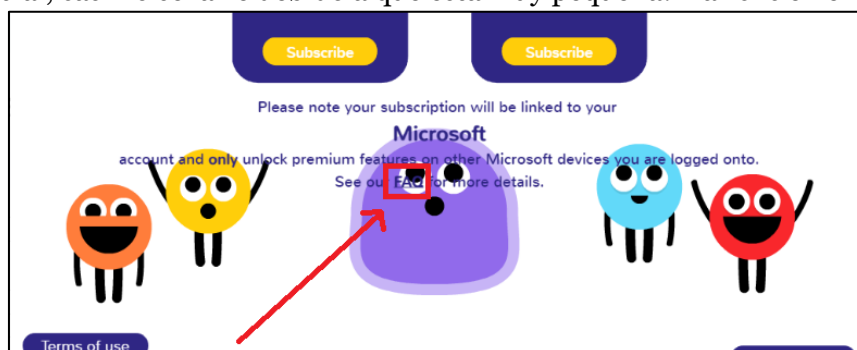 Subscribe Subscribe
Please note your subscription will be linked to your
Microsoft
account and only unlock premium features on other Microsoft devices you are logged onto.
See our FAQ for more details.
Terms of use